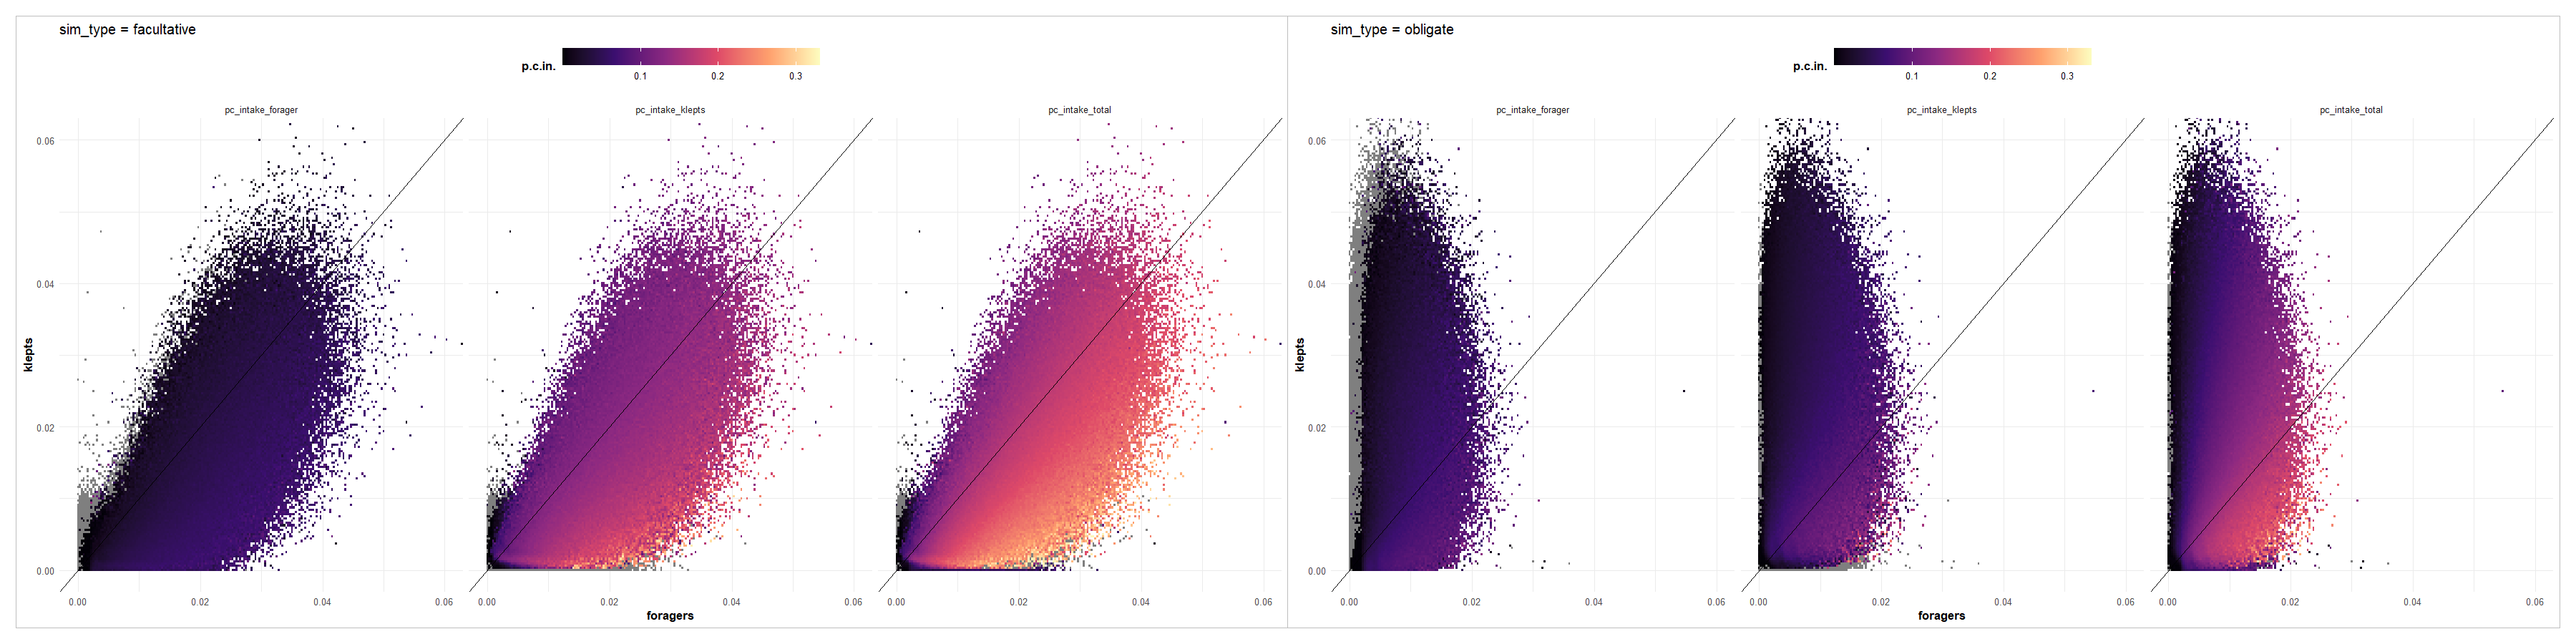 sim_type = facultative
p.c.in.
0.1 0.2 0.3
pc_intake_forager pc_intake_klepts pc_intake_total
klepts
0.06
0.04
0.02
0.00
0.00 0.02 0.04 0.06 0.00 0.02 0.04 0.06 0.00 0.02 0.04 0.06
foragers
sim_type = obligate
p.c.in.
0.1 0.2 0.3
pc_intake_forager pc_intake_klepts pc_intake_total
klepts
0.06
0.04
0.02
0.00
0.00 0.02 0.04 0.06 0.00 0.02 0.04 0.06 0.00 0.02 0.04 0.06
foragers